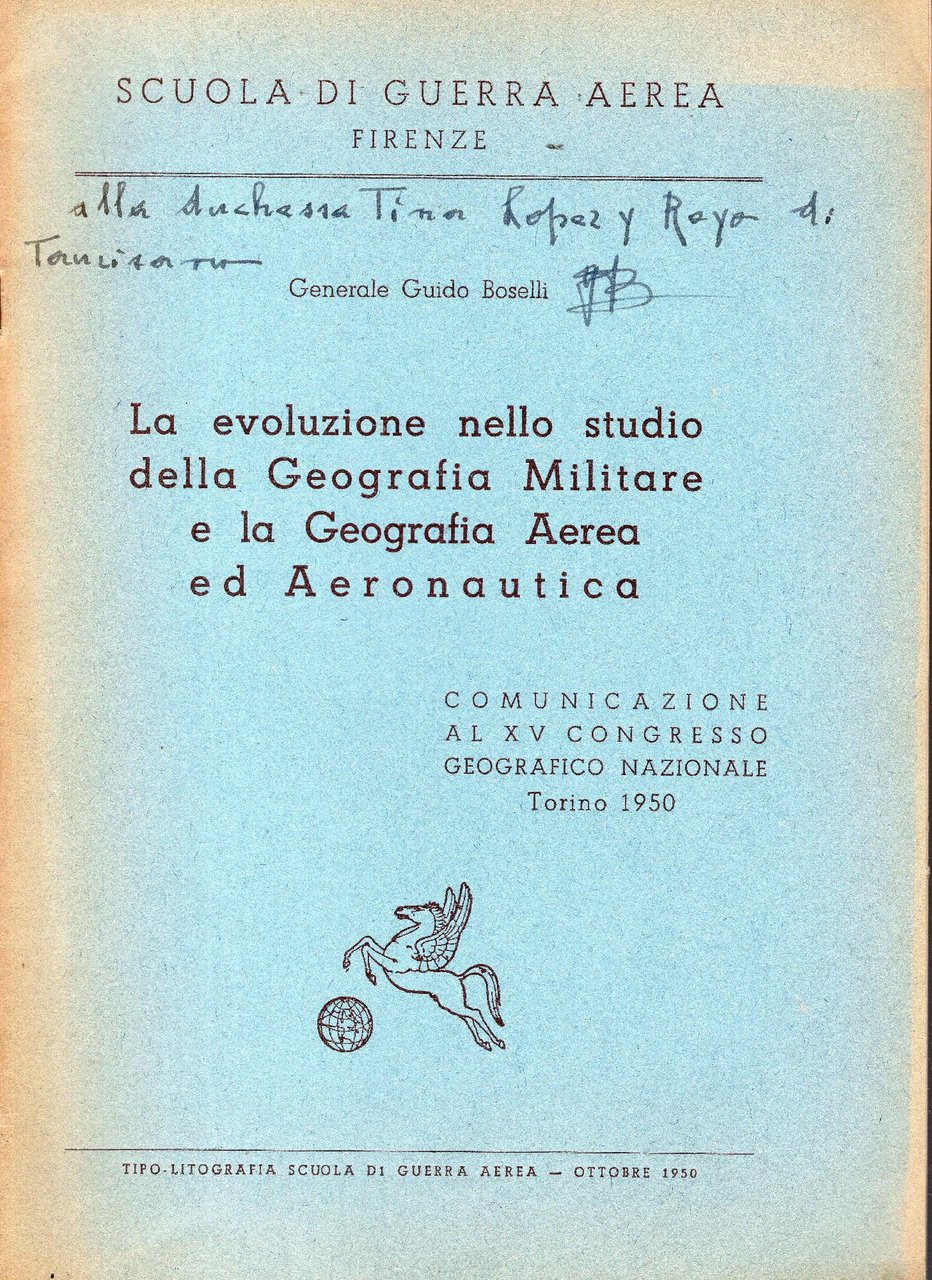 SCUOLA DI GUERRA AEREA
FIRENZE
alla duchessa Tina Lopez y Royo di
Taurisano
Generale Guido Boselli
La evoluzione nello studio
della Geografia Militare
e la Geografia Aerea
ed Aeronautica
COMUNICAZIONE
AL XV CONGRESSO
GEOGRAFICO NAZIONALE
Torino 1950
TIPO-LITOGRAFIA SCUOLA DI GUERRA AEREA — OTTOBRE 1950